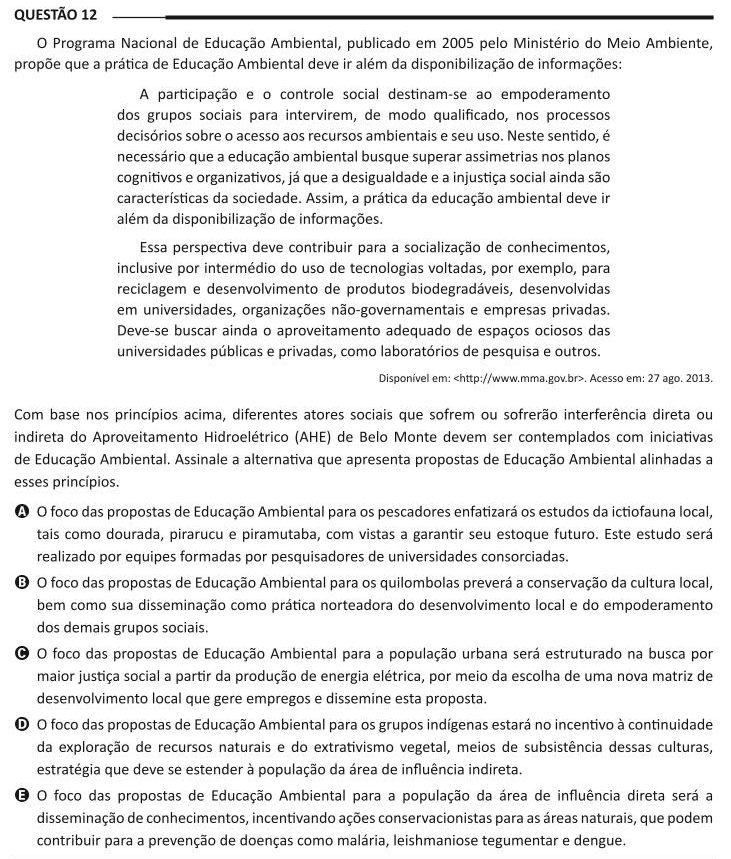 QUESTÃO 12
O Programa Nacional de Educação Ambiental, publicado em 2005 pelo Ministério do Meio Ambiente,
propõe que a prática de Educação Ambiental deve ir além da disponibilização de informações:
A participação e o controle social destinam-se ao empoderamento
dos grupos sociais para intervirem, de modo qualificado, nos processos
decisórios sobre o acesso aos recursos ambientais e seu uso. Neste sentido, é
necessário que a educação ambiental busque superar assimetrias nos planos
cognitivos e organizativos, já que a desigualdade e a injustiça social ainda são
características da sociedade. Assim, a prática da educação ambiental deve ir
além da disponibilização de informações.
Essa perspectiva deve contribuir para a socialização de conhecimentos,
inclusive por intermédio do uso de tecnologias voltadas, por exemplo, para
reciclagem e desenvolvimento de produtos biodegradáveis, desenvolvidas
em universidades, organizações não-governamentais e empresas privadas.
Deve-se buscar ainda o aproveitamento adequado de espaços ociosos das
universidades públicas e privadas, como laboratórios de pesquisa e outros.
Disponível em: <http://www.mma.gov.br>. Acesso em: 27 ago. 2013.
Com base nos princípios acima, diferentes atores sociais que sofrem ou sofrerão interferência direta ou
indireta do Aproveitamento Hidroelétrico (AHE) de Belo Monte devem ser contemplados com iniciativas
de Educação Ambiental. Assinale a alternativa que apresenta propostas de Educação Ambiental alinhadas a
esses princípios.
A O foco das propostas de Educação Ambiental para os pescadores enfatizará os estudos da ictiofauna local,
tais como dourada, pirarucu e piramutaba, com vistas a garantir seu estoque futuro. Este estudo será
realizado por equipes formadas por pesquisadores de universidades consorciadas.
B O foco das propostas de Educação Ambiental para os quilombolas preverá a conservação da cultura local,
bem como sua disseminação como prática norteadora do desenvolvimento local e do empoderamento
dos demais grupos sociais.
C O foco das propostas de Educação Ambiental para a população urbana será estruturado na busca por
maior justiça social a partir da produção de energia elétrica, por meio da escolha de uma nova matriz de
desenvolvimento local que gere empregos e dissemine esta proposta.
D O foco das propostas de Educação Ambiental para os grupos indígenas estará no incentivo à continuidade
da exploração de recursos naturais e do extrativismo vegetal, meios de subsistência dessas culturas,
estratégia que deve se estender à população da área de influência indireta.
E O foco das propostas de Educação Ambiental para a população da área de influência direta será a
disseminação de conhecimentos, incentivando ações conservacionistas para as áreas naturais, que podem
contribuir para a prevenção de doenças como malária, leishmaniose tegumentar e dengue.